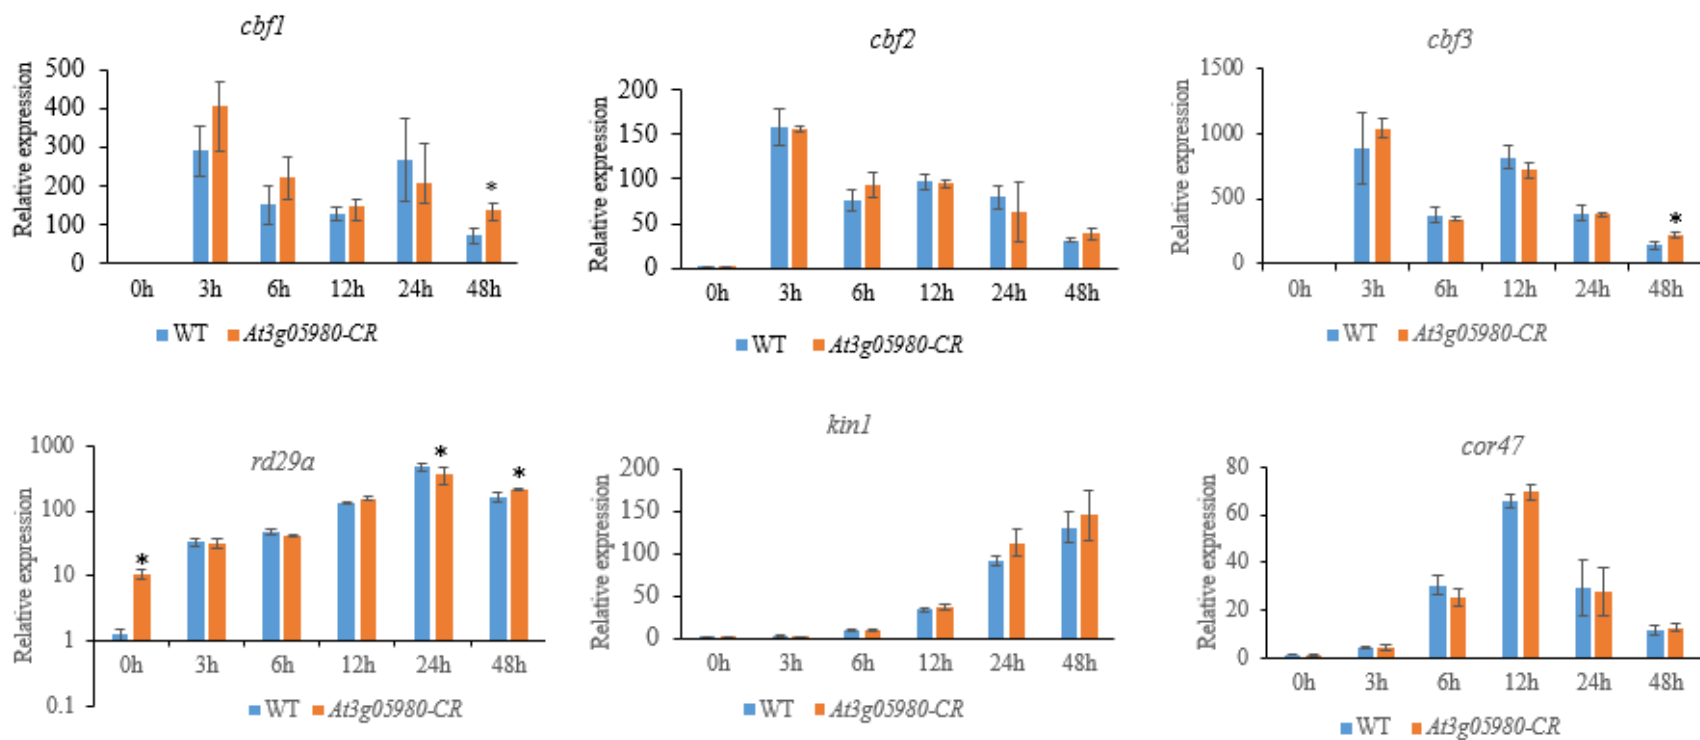 cbf1
Relative expression
500
400
300
200
100
0
0h 3h 6h 12h 24h 48h
*
WT At3g05980-CR
cbf2
Relative expression
200
150
100
50
0
0h 3h 6h 12h 24h 48h
WT At3g05980-CR
cbf3
Relative expression
1500
1000
500
0
0h 3h 6h 12h 24h 48h
*
WT At3g05980-CR
rd29a
Relative expression
1000
100
10
1
0.1
* * *
0h 3h 6h 12h 24h 48h
WT At3g05980-CR
kin1
Relative expression
200
150
100
50
0
0h 3h 6h 12h 24h 48h
WT At3g05980-CR
cor47
Relative expression
80
60
40
20
0
0h 3h 6h 12h 24h 48h
WT At3g05980-CR